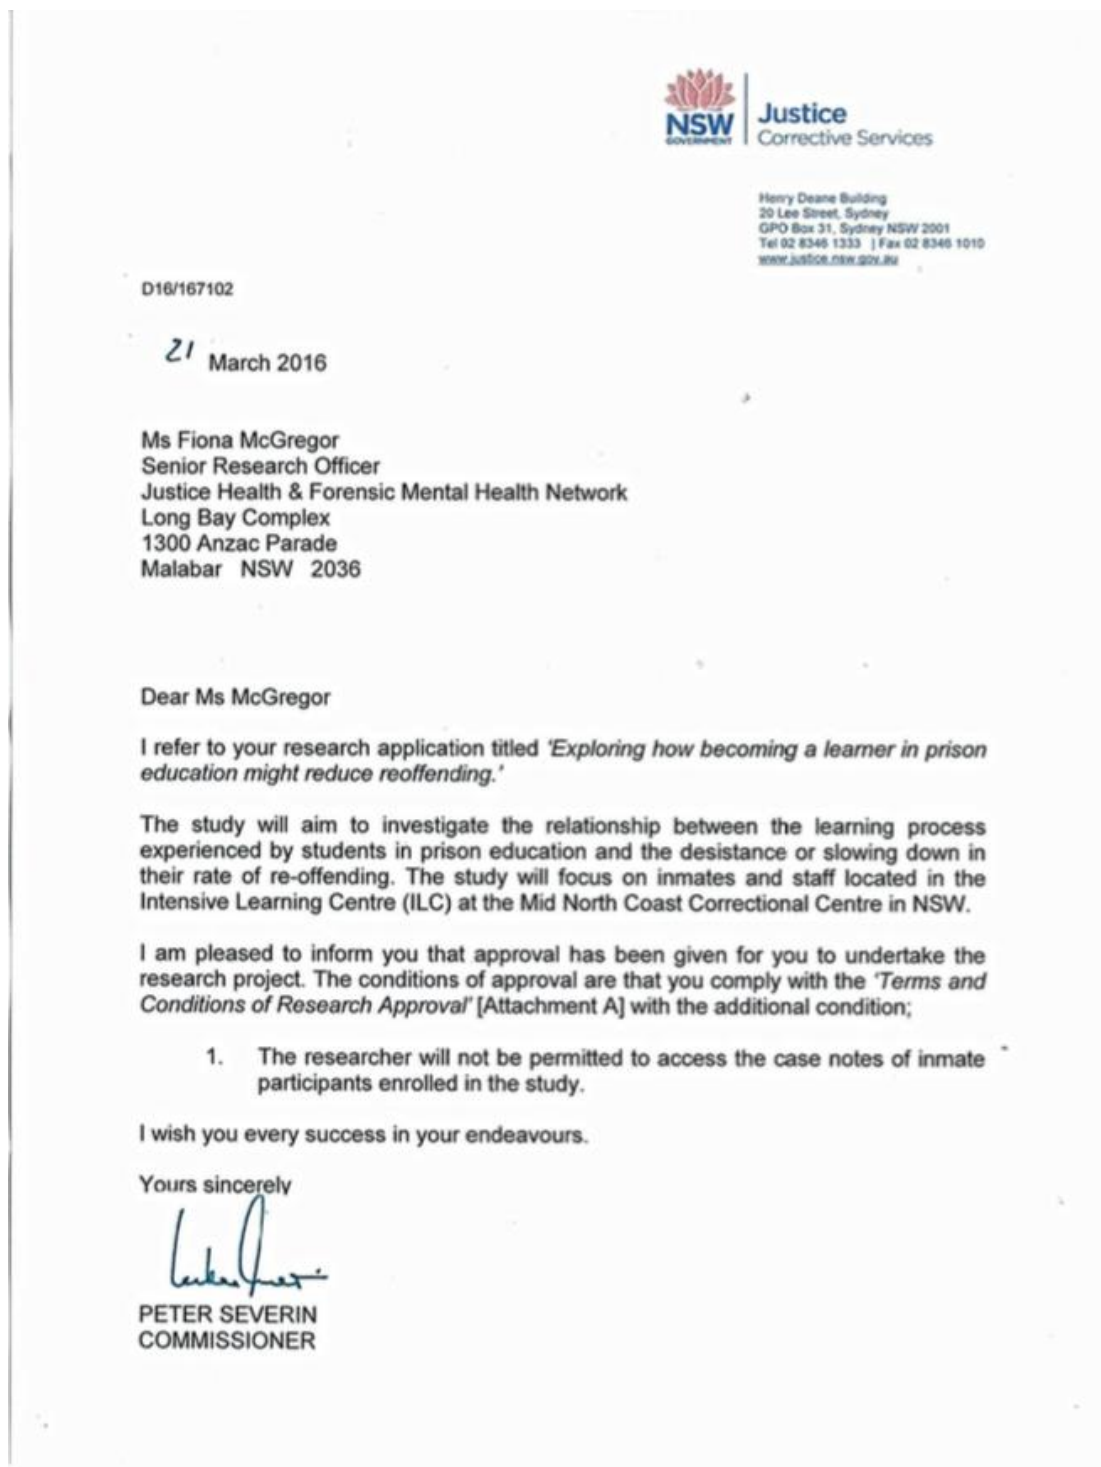 NSW
GOVERNMENT
Justice
Corrective Services
Henry Deane Building
20 Lee Street, Sydney
GPO Box 31, Sydney NSW 2001
Tel 02 8346 1333 | Fax 02 8346 1010
www.justice.nsw.gov.au
D16/167102
21 March 2016
Ms Fiona McGregor
Senior Research Officer
Justice Health & Forensic Mental Health Network
Long Bay Complex
1300 Anzac Parade
Malabar NSW 2036
Dear Ms McGregor
I refer to your research application titled 'Exploring how becoming a learner in prison
education might reduce reoffending.'
The study will aim to investigate the relationship between the learning process
experienced by students in prison education and the desistance or slowing down in
their rate of re-offending. The study will focus on inmates and staff located in the
Intensive Learning Centre (ILC) at the Mid North Coast Correctional Centre in NSW.
I am pleased to inform you that approval has been given for you to undertake the
research project. The conditions of approval are that you comply with the 'Terms and
Conditions of Research Approval' [Attachment A] with the additional condition;
1. The researcher will not be permitted to access the case notes of inmate
participants enrolled in the study.
I wish you every success in your endeavours.
Yours sincerely
PETER SEVERIN
COMMISSIONER